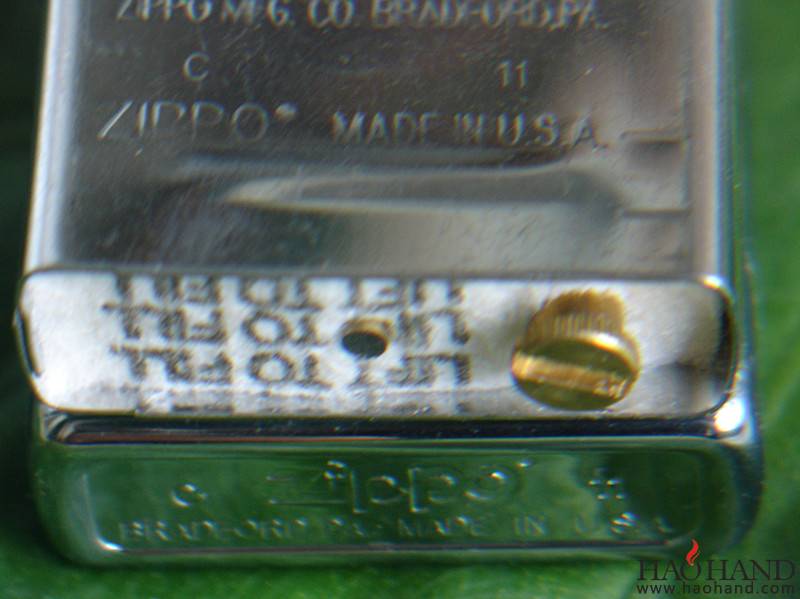 ZIPPO MFG. CO. BRADFORD, PA.
C 11
ZIPPO® MADE IN U.S.A.
LIFT TO FILL
LIFT TO FILL
LIFT TO FILL
C Zippo 11
BRADFORD PA. MADE IN U.S.A.
HAOHAND
www.haohand.com